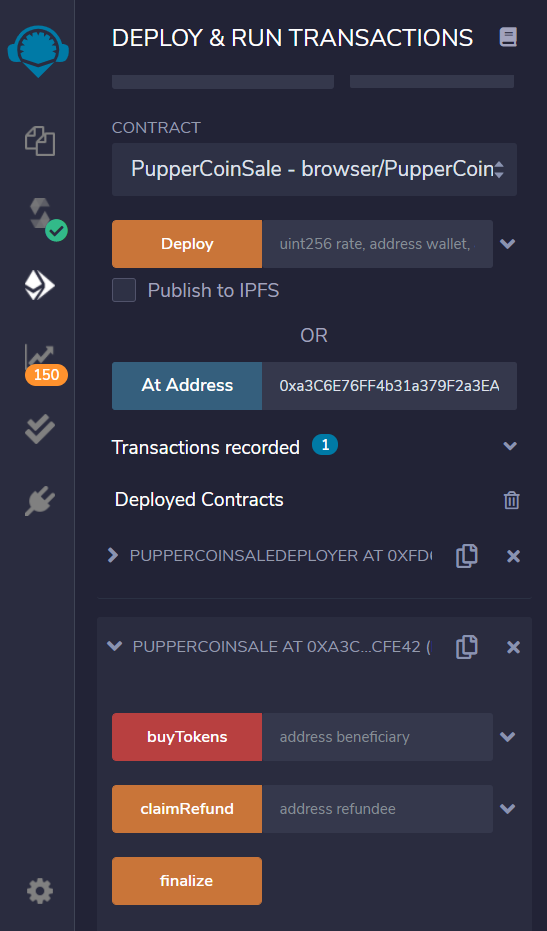 DEPLOY & RUN TRANSACTIONS
CONTRACT
PupperCoinSale - browser/PupperCoin
Deploy
uint256 rate, address wallet,
Publish to IPFS
OR
150
At Address
0xa3C6E76FF4b31a379F2a3EA
Transactions recorded 1
Deployed Contracts
PUPPERCOINSALEDEPLOYER AT 0XFD
PUPPERCOINSALE AT 0XA3C...CFE42 (
buyTokens
address beneficiary
claimRefund
address refundee
finalize